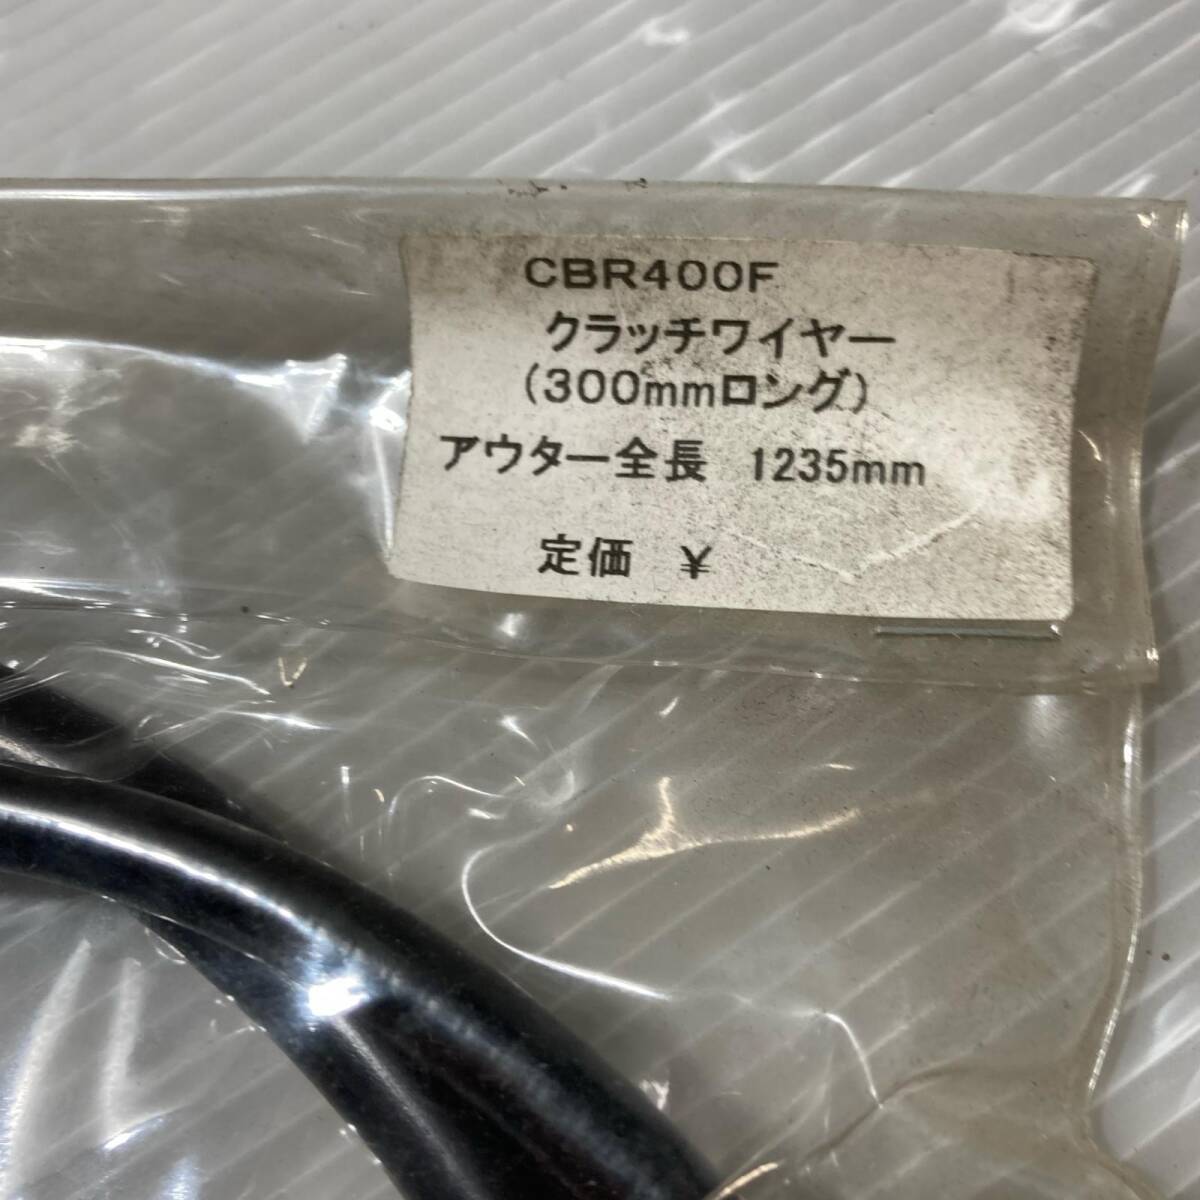 CBR400F
クラッチワイヤー
(300mmロング)
アウター全長 1235mm
定価 ¥